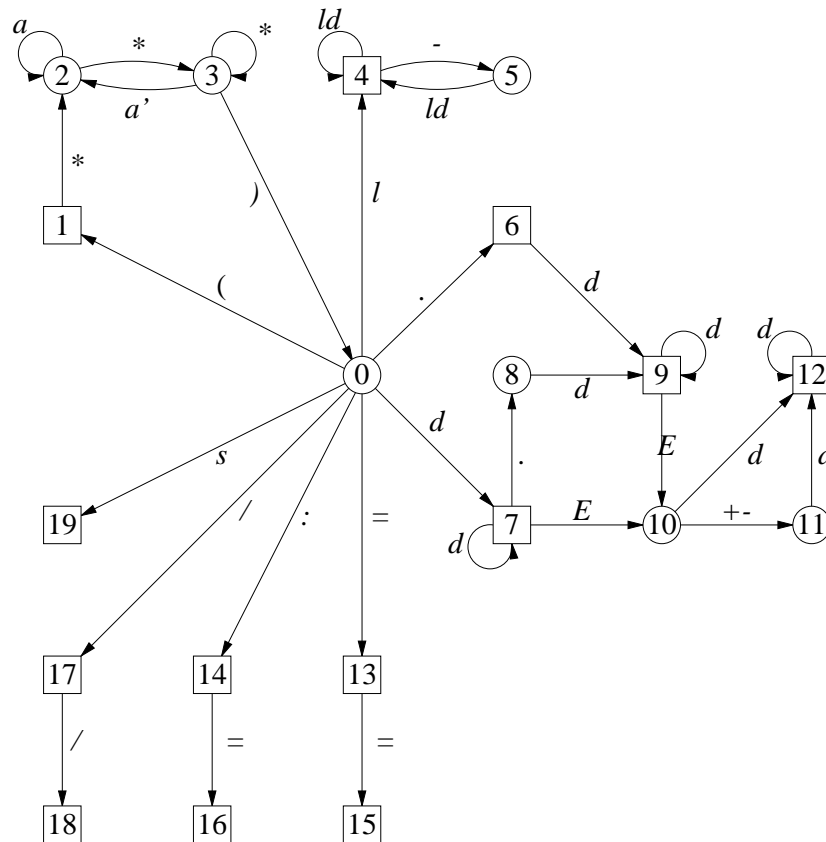 a * *
ld -
2 3 4 5
a' ld
*
1 ) l 6
( . d
d d
0 8 9 12
d d
s E d d
/ : = .
19 7 E 10 +- 11
d
17 14 13
/ = =
18 16 15